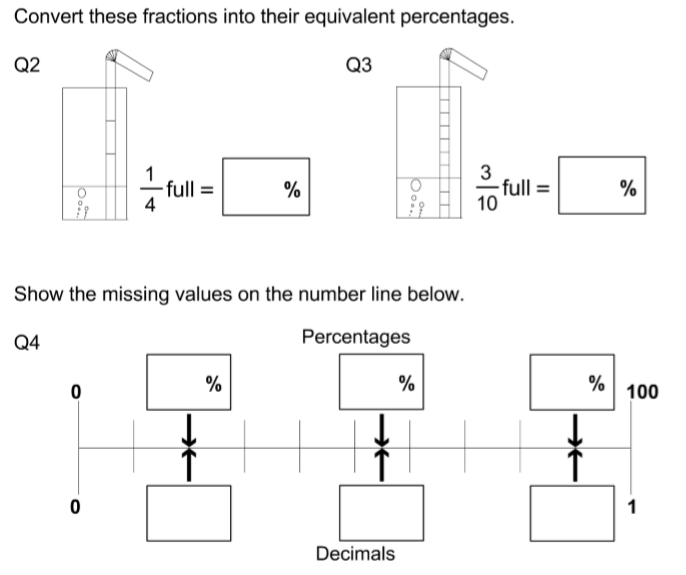 Convert these fractions into their equivalent percentages.
Q2
1/4 full = %
Q3
3/10 full = %
Show the missing values on the number line below.
Q4
Percentages
% % %
0 100
0 1
Decimals